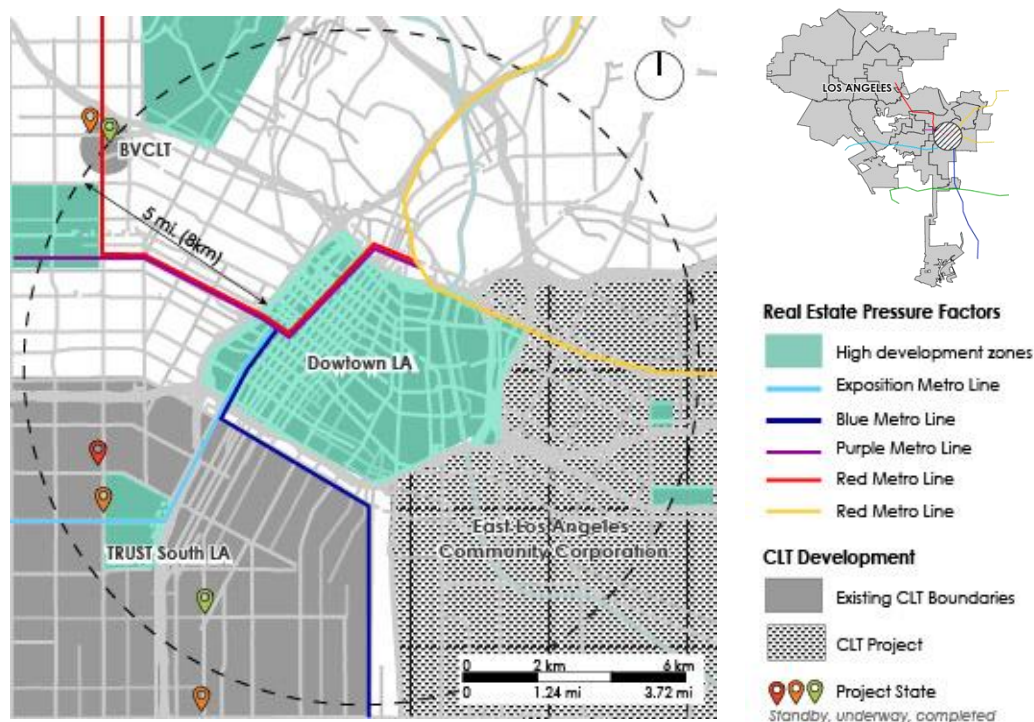 BVCLT
5 mi. (8km)
Dowtown LA
East Los Angeles
Community Corporation
TRUST South LA
0 2 km 6 km
0 1.24 mi 3.72 mi
LOS ANGELES
Real Estate Pressure Factors
High development zones
Exposition Metro Line
Blue Metro Line
Purple Metro Line
Red Metro Line
Red Metro Line
CLT Development
Existing CLT Boundaries
CLT Project
Project State
Standby, underway, completed